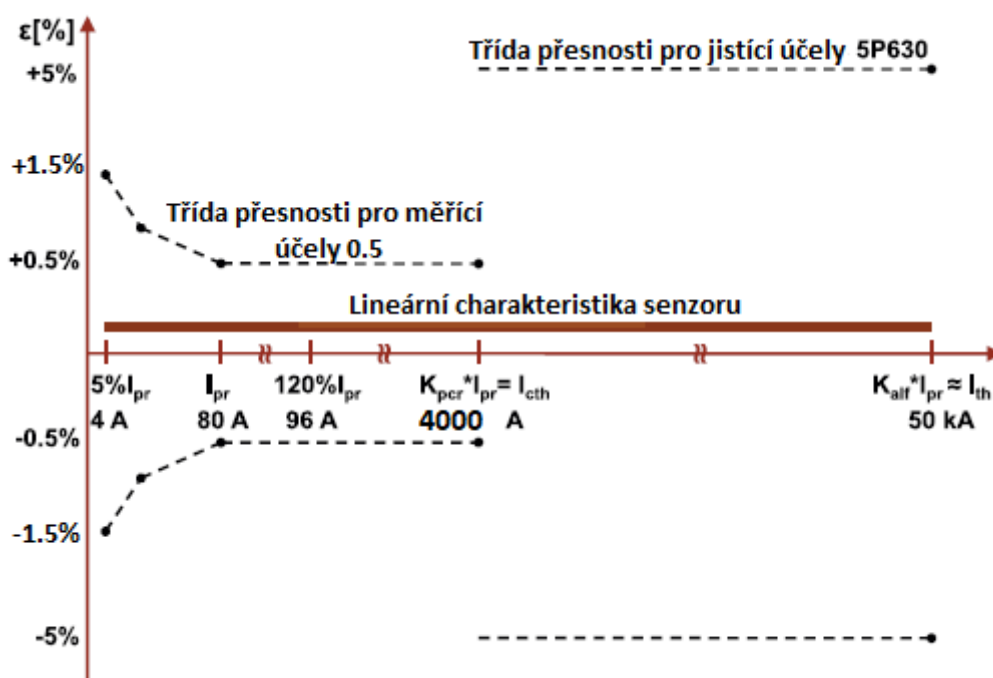 ε[%]
Třída přesnosti pro jistící účely 5P630
+5%
+1.5%
Třída přesnosti pro měřící
účely 0.5
+0.5%
Lineární charakteristika senzoru
5%Ipr Ipr 120%Ipr Kpcr*Ipr= Icth Kalf*Ipr ≈ Ith
4 A 80 A 96 A 4000 A 50 kA
-0.5%
-1.5%
-5%